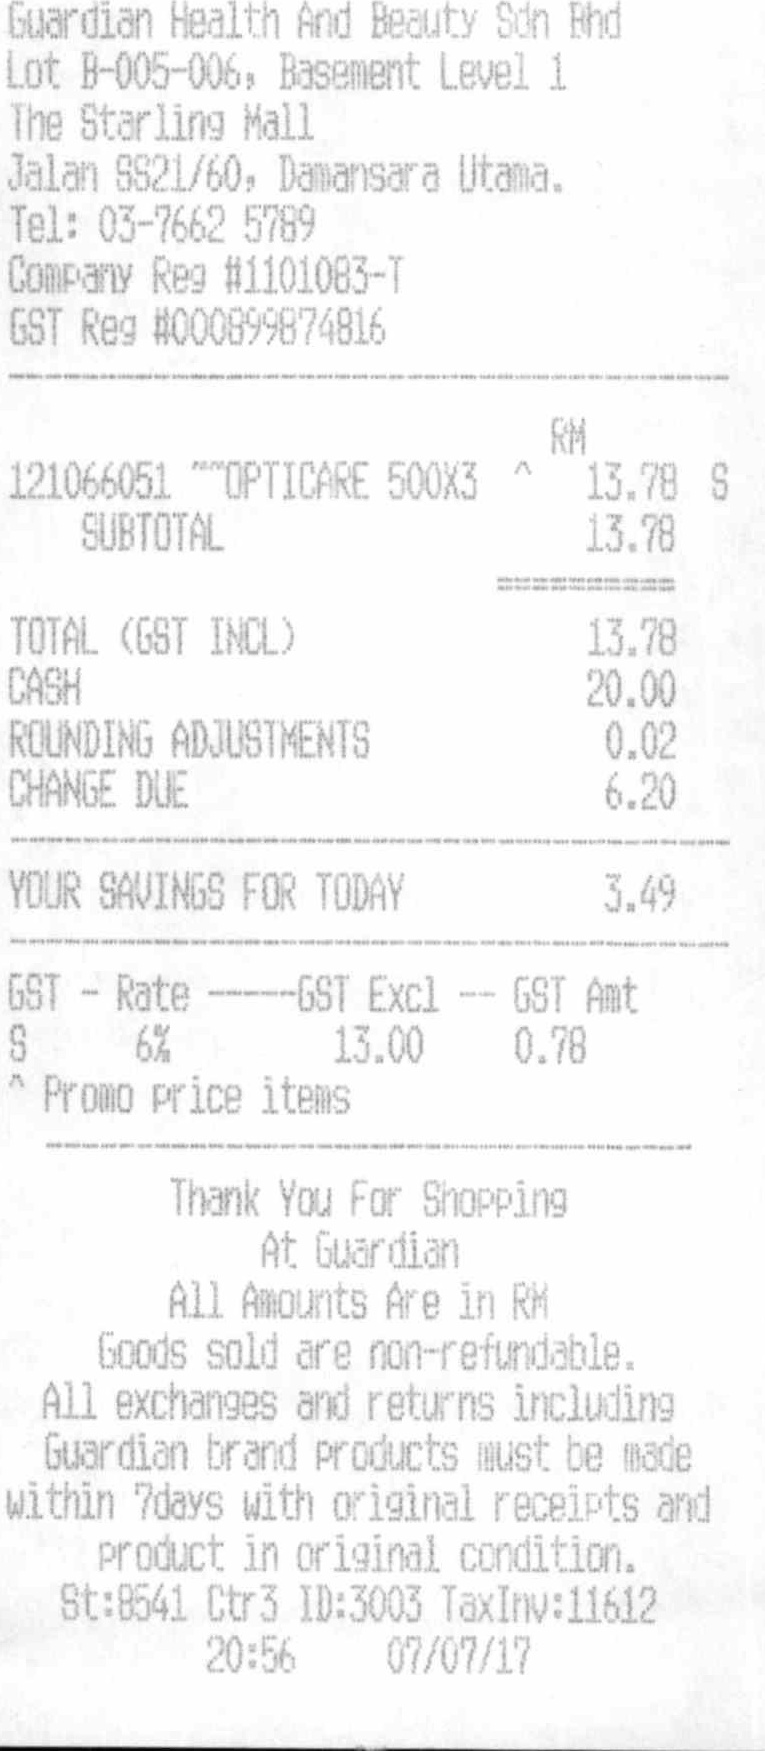 Guardian Health And Beauty Sdn Bhd
Lot B-005-006, Basement Level 1
The Starling Mall
Jalan SS21/60, Damansara Utama.
Tel: 03-7662 5789
Company Reg #1101083-T
GST Reg #000899874816
RM
121066051 ~~OPTICARE 500X3 ^ 13.78 S
SUBTOTAL 13.78
TOTAL (GST INCL) 13.78
CASH 20.00
ROUNDING ADJUSTMENTS 0.02
CHANGE DUE 6.20
YOUR SAVINGS FOR TODAY 3.49
GST - Rate -----GST Excl -- GST Amt
S 6% 13.00 0.78
^ Promo price items
Thank You For Shopping
At Guardian
All Amounts Are in RM
Goods sold are non-refundable.
All exchanges and returns including
Guardian brand products must be made
within 7days with original receipts and
product in original condition.
St:8541 Ctr3 ID:3003 TaxInv:11612
20:56 07/07/17